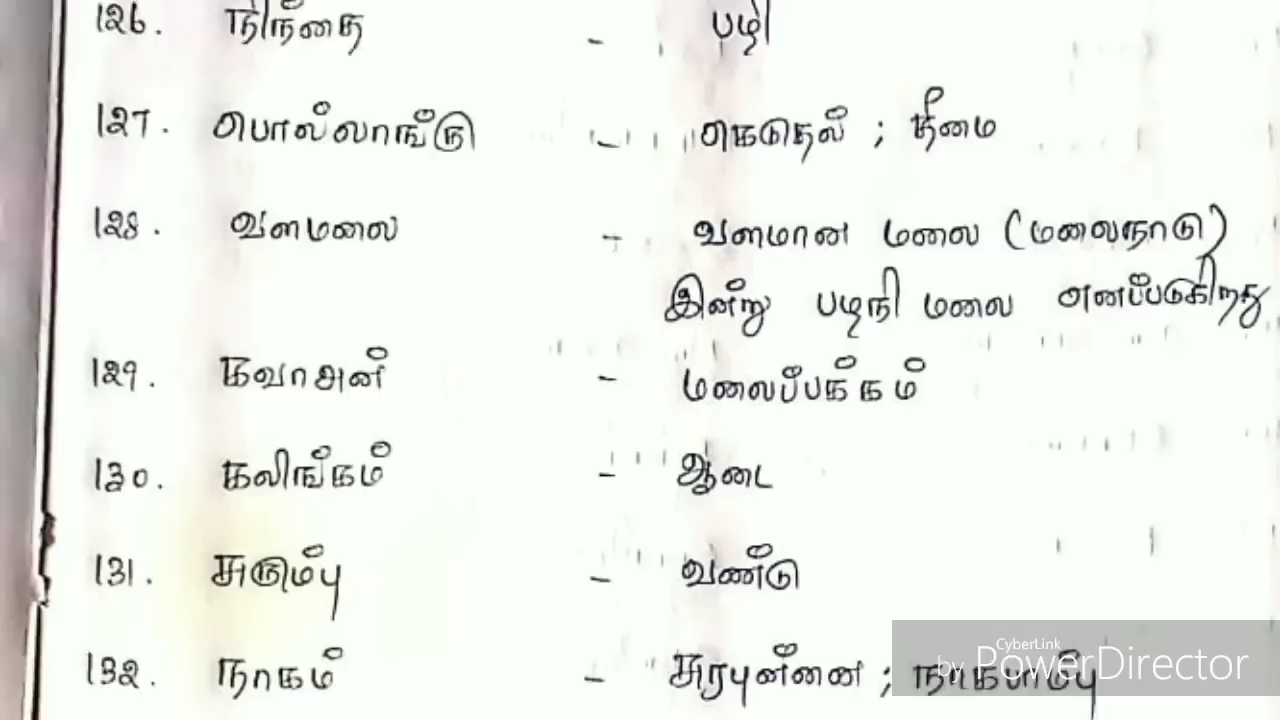 126. நிந்தை - பழி
127. பொல்லாங்கு - கெடுதல் ; தீமை
128. வளமலை - வளமான மலை (மலைநாடு)
இன்று பழநி மலை எனப்படுகிறது
129. கவாஅன் - மலைப்பக்கம்
130. கலிங்கம் - ஆடை
131. சுரும்பு - வண்டு
132. நாகம் - சுரபுன்னை ; நாகபாம்பு
CyberLink
by PowerDirector